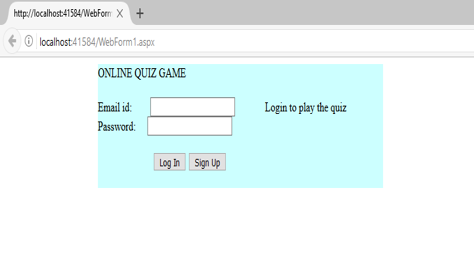 http://localhost:41584/WebForm
localhost:41584/WebForm1.aspx
ONLINE QUIZ GAME
Email id: Login to play the quiz
Password:
Log In Sign Up